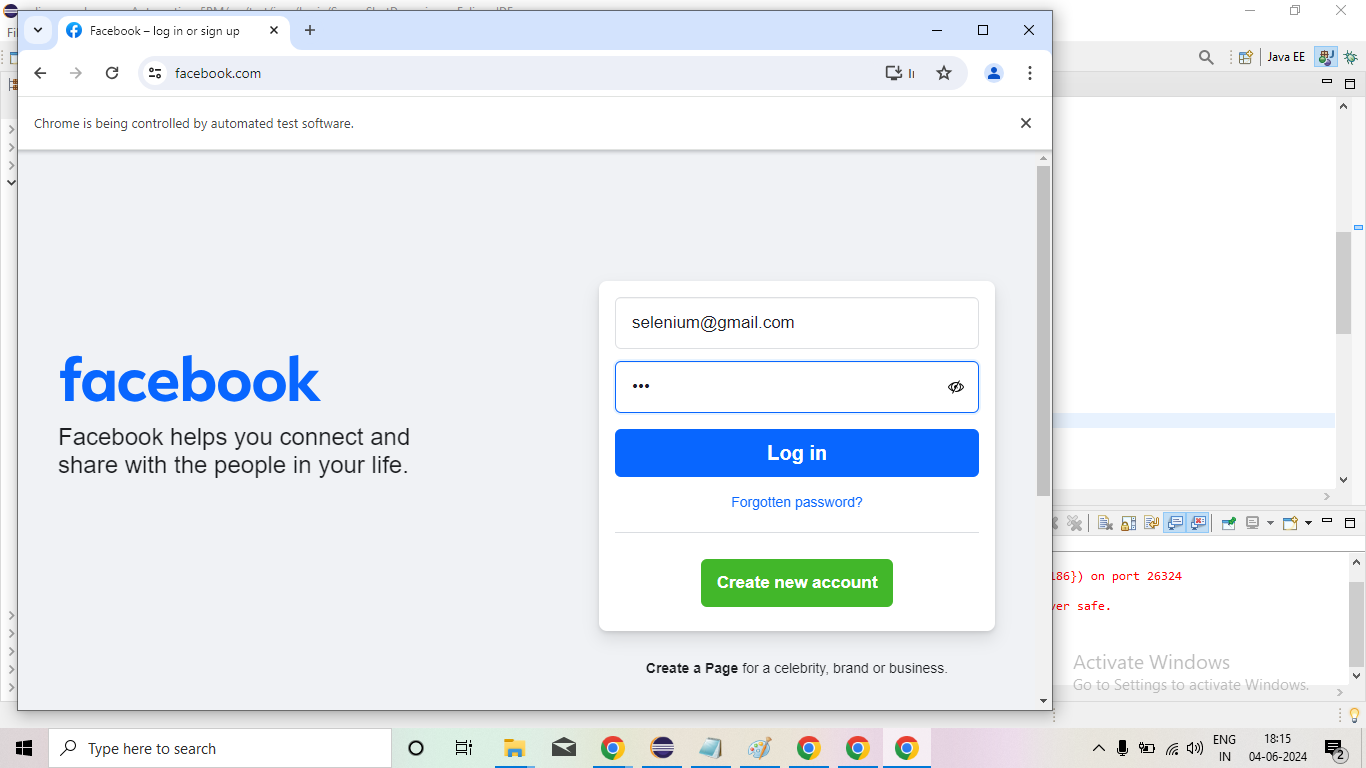 Facebook – log in or sign up
facebook.com
Java EE
Chrome is being controlled by automated test software.
selenium@gmail.com
•••
facebook
Facebook helps you connect and
share with the people in your life.
Log in
Forgotten password?
Create new account
Create a Page for a celebrity, brand or business.
186}) on port 26324
ver safe.
Activate Windows
Go to Settings to activate Windows.
Type here to search
ENG
IN
18:15
04-06-2024
2